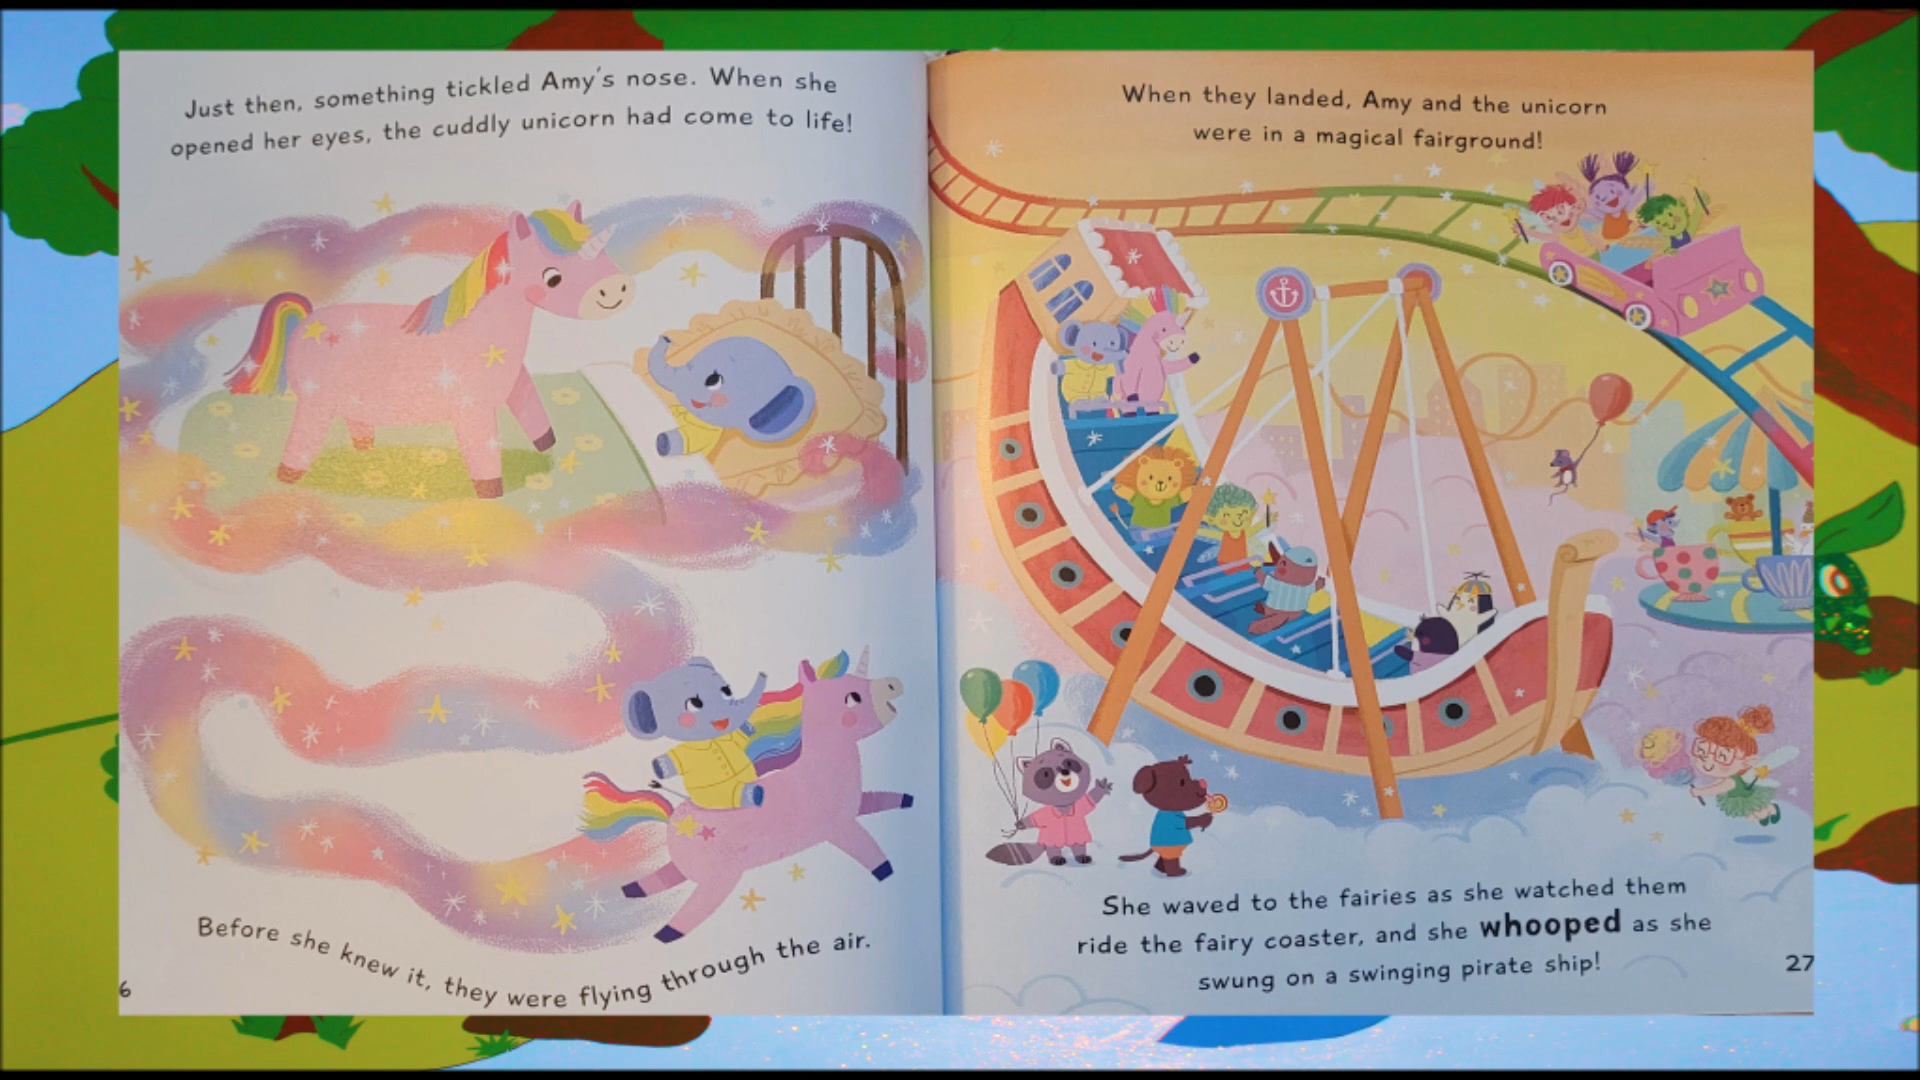 Just then, something tickled Amy's nose. When she
opened her eyes, the cuddly unicorn had come to life!
Before she knew it, they were flying through the air.
6
When they landed, Amy and the unicorn
were in a magical fairground!
She waved to the fairies as she watched them
ride the fairy coaster, and she whooped as she
swung on a swinging pirate ship!
27